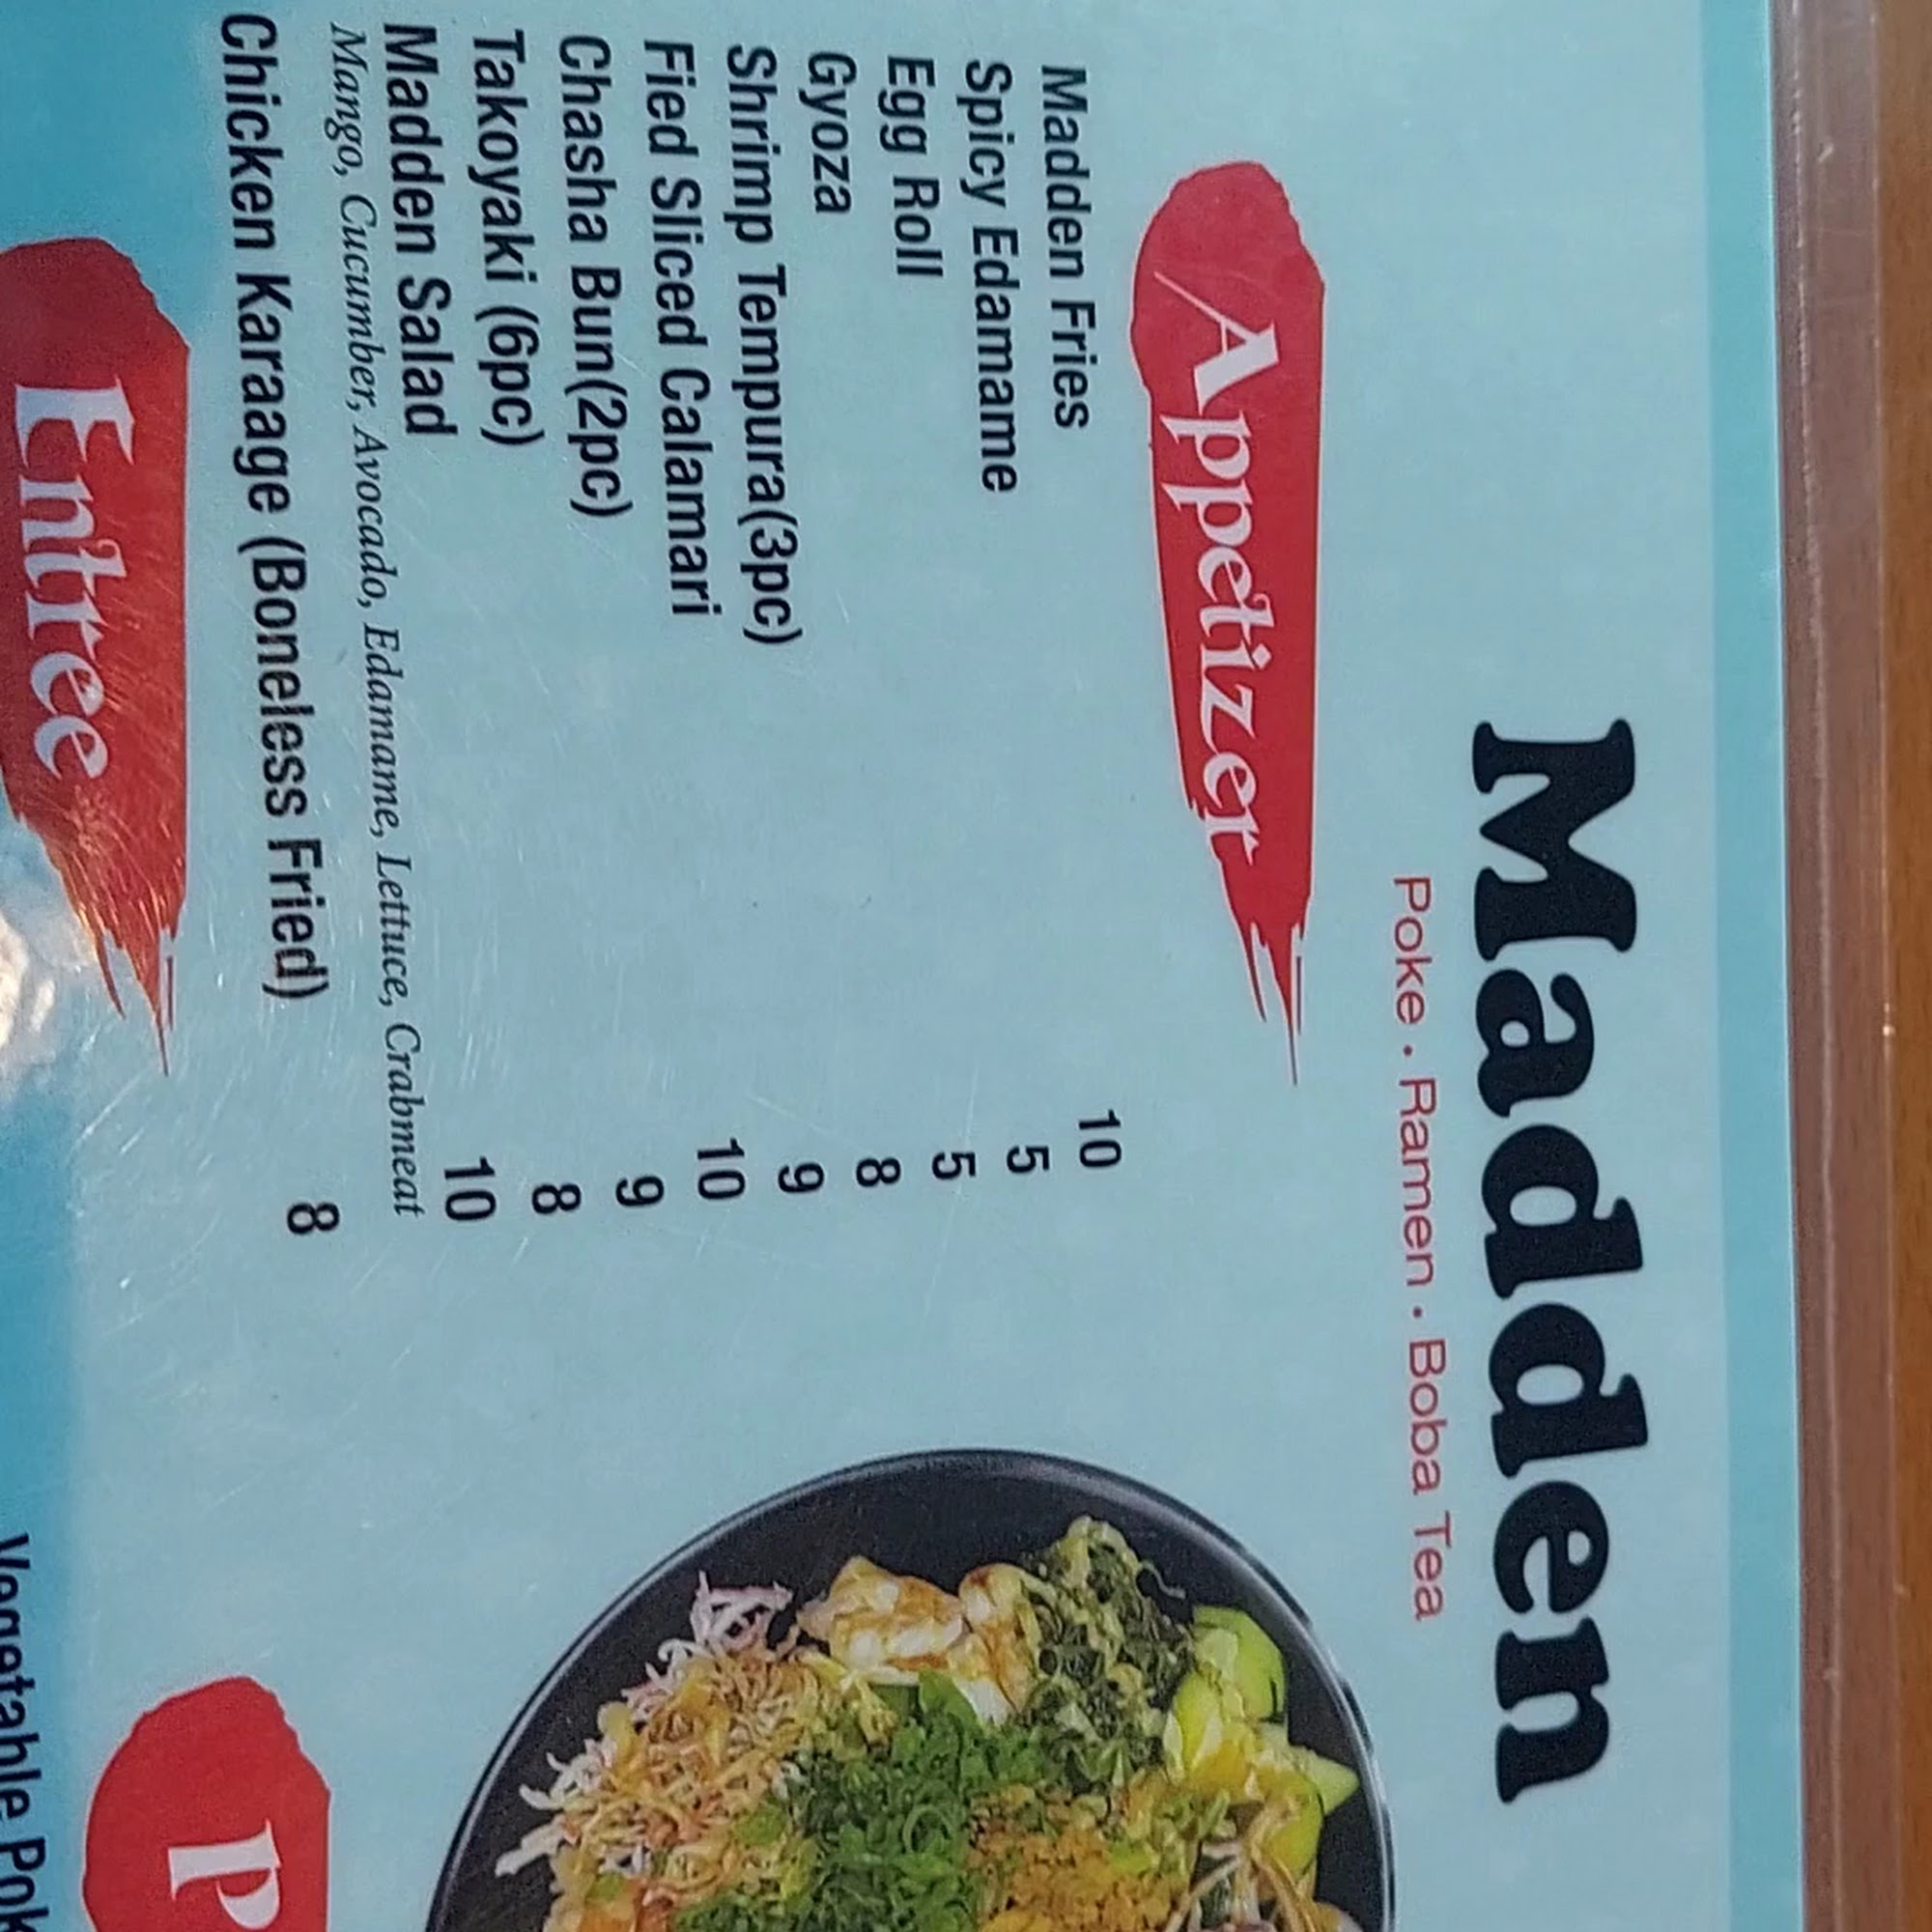 Madden
Poke • Ramen • Boba Tea
Appetizer
Madden Fries 10
Spicy Edamame 5
Egg Roll 5
Gyoza 8
Shrimp Tempura(3pc) 9
Fied Sliced Calamari 10
Chasha Bun(2pc) 9
Takoyaki (6pc) 8
Madden Salad 10
Mango, Cucumber, Avocado, Edamame, Lettuce, Crabmeat
Chicken Karaage (Boneless Fried) 8
Entree
P
Vegetable Pok